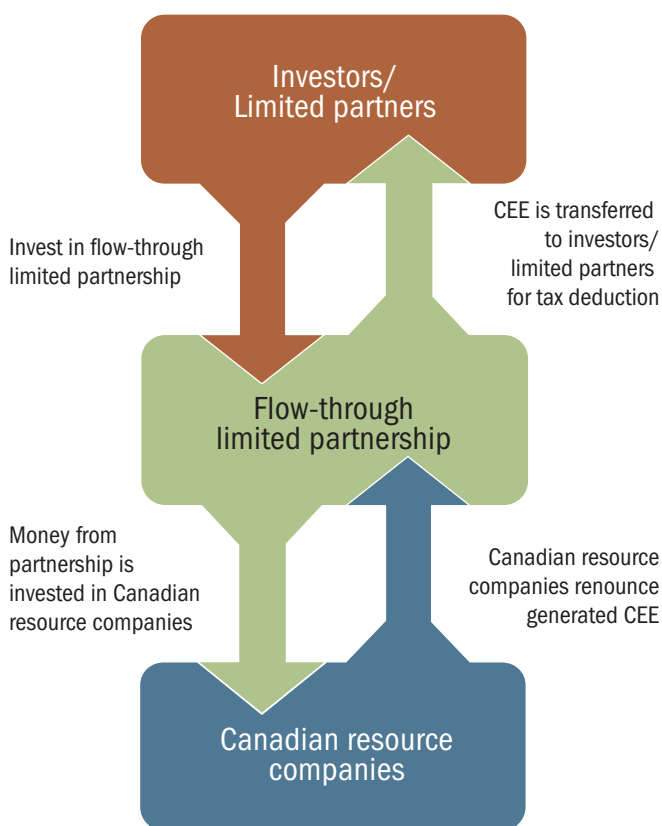 Investors/
Limited partners
Invest in flow-through
limited partnership
CEE is transferred
to investors/
limited partners
for tax deduction
Flow-through
limited partnership
Money from
partnership is
invested in Canadian
resource companies
Canadian resource
companies renounce
generated CEE
Canadian resource
companies